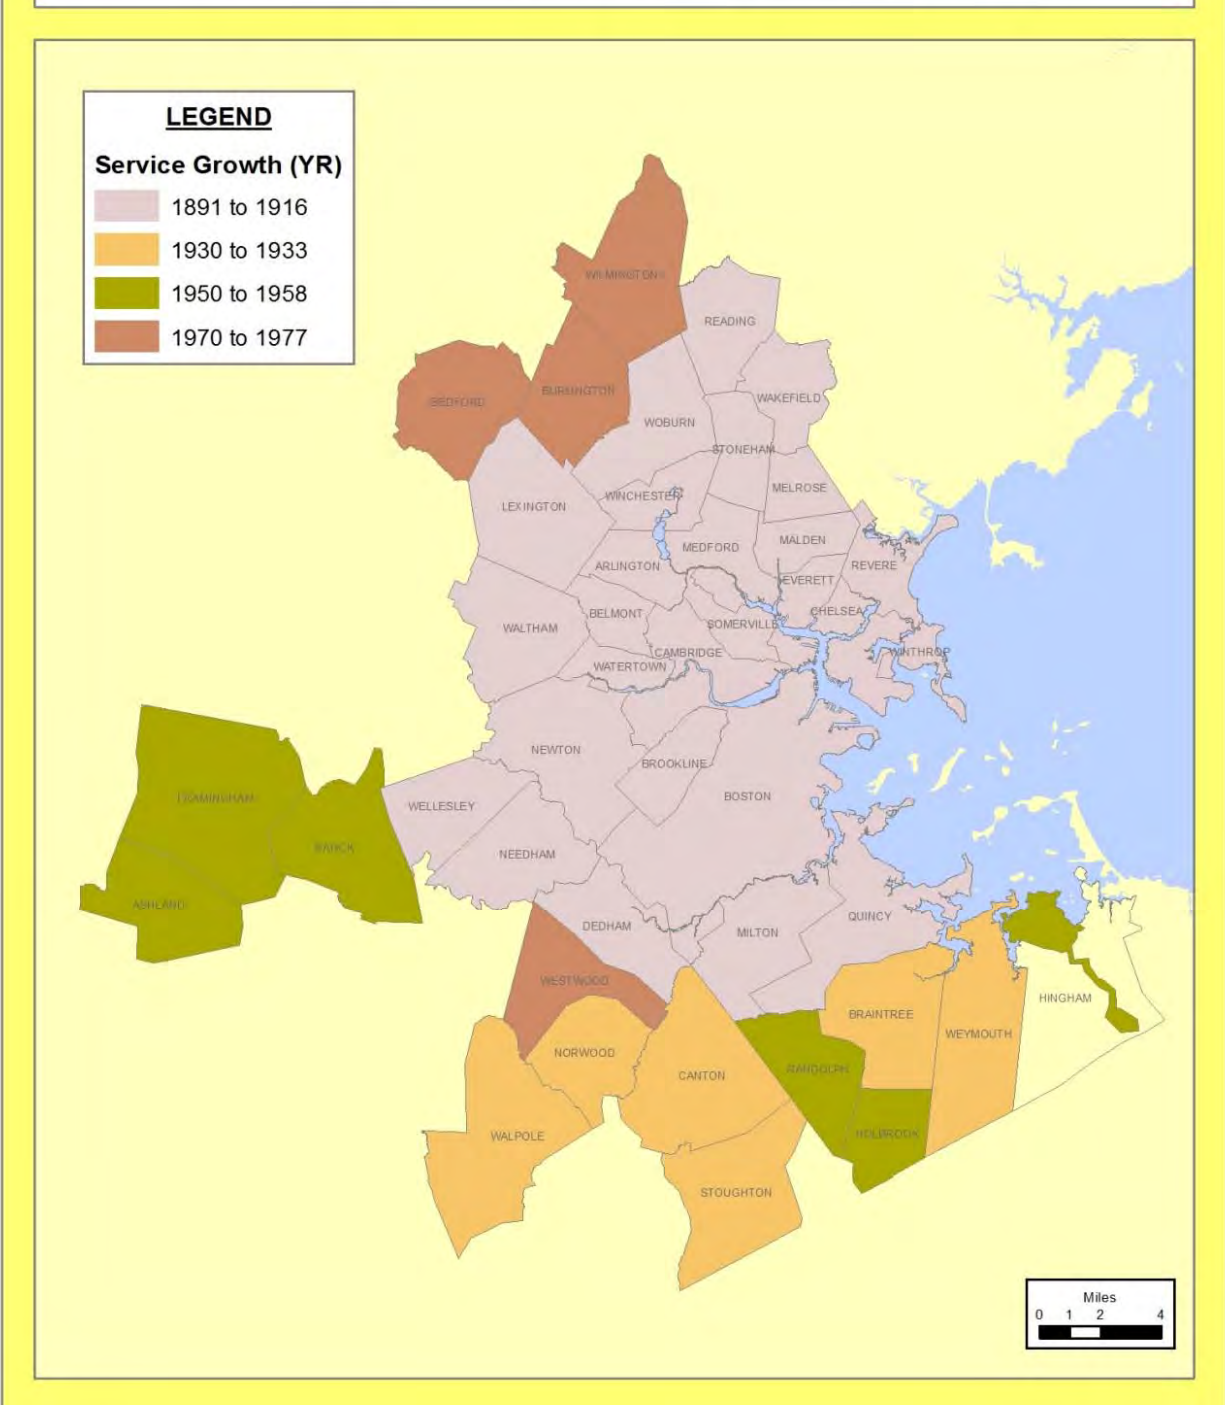 LEGEND
Service Growth (YR)
1891 to 1916
1930 to 1933
1950 to 1958
1970 to 1977
WILMINGTON
READING
BEDFORD
BURLINGTON
WAKEFIELD
WOBURN
STONEHAM
MELROSE
WINCHESTER
LEXINGTON
MALDEN
MEDFORD
ARLINGTON
REVERE
EVERETT
CHELSEA
BELMONT
SOMERVILLE
WALTHAM
CAMBRIDGE
WINTHROP
WATERTOWN
NEWTON
BROOKLINE
BOSTON
FRAMINGHAM
WELLESLEY
NATICK
NEEDHAM
ASHLAND
DEDHAM
QUINCY
MILTON
WESTWOOD
HINGHAM
BRAINTREE
WEYMOUTH
NORWOOD
CANTON
RANDOLPH
WALPOLE
HOLBROOK
STOUGHTON
Miles
0 1 2 4